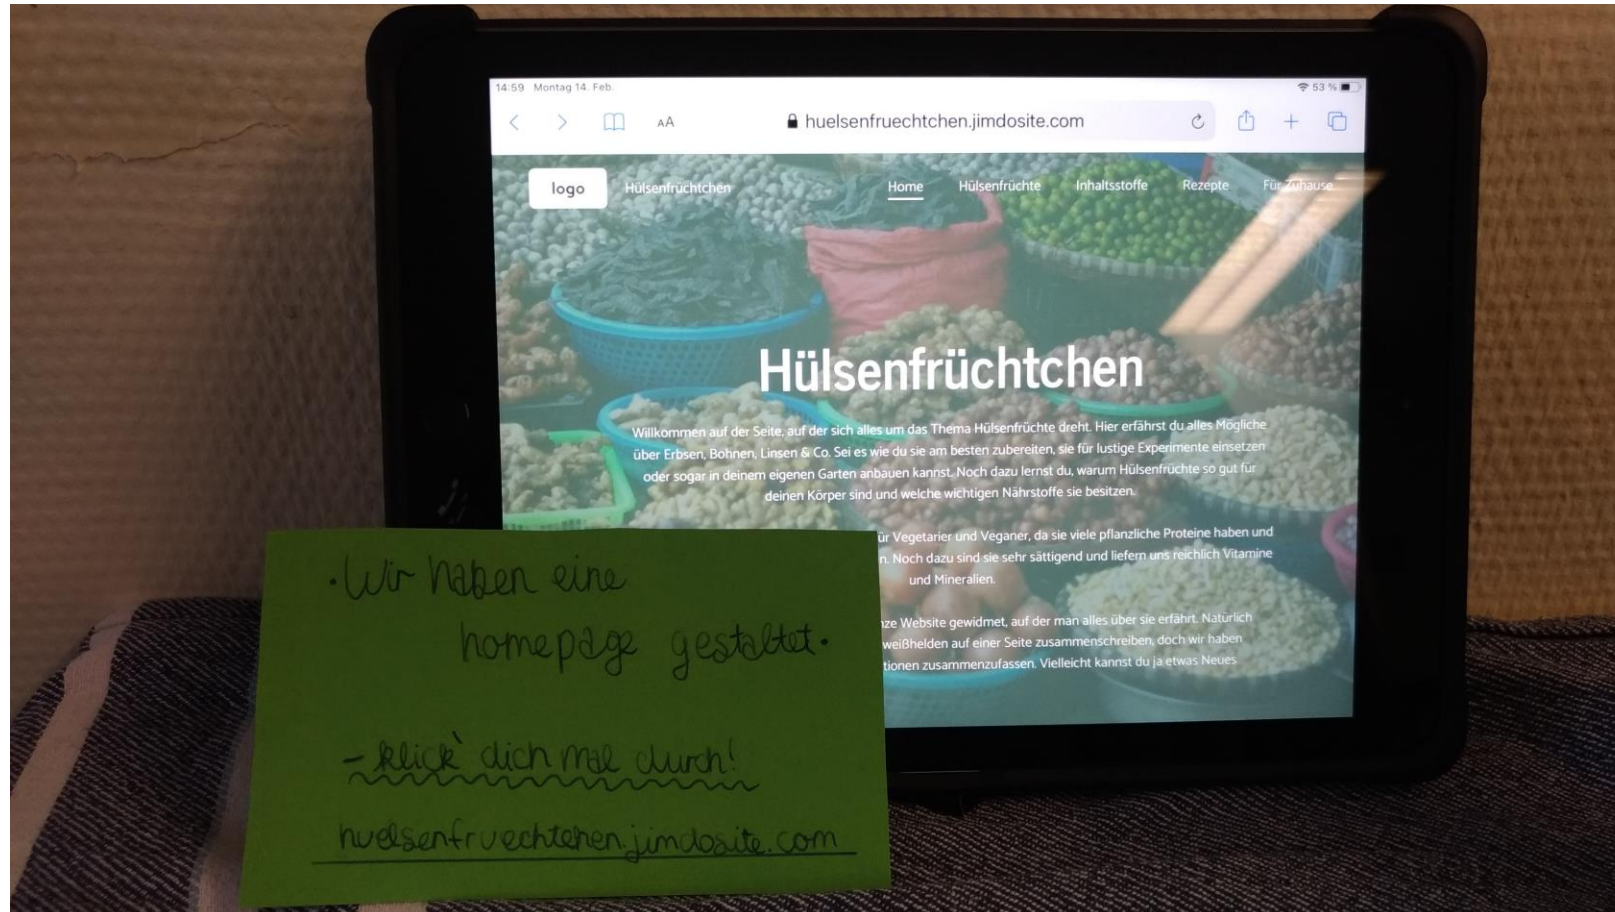 14:59 Montag 14. Feb.
53 %
AA
huelsenfruechtchen.jimdosite.com
logo Hülsenfrüchtchen Home Hülsenfrüchte Inhaltsstoffe Rezepte Für Zuhause
Hülsenfrüchtchen
Willkommen auf der Seite, auf der sich alles um das Thema Hülsenfrüchte dreht. Hier erfährst du alles Mögliche
über Erbsen, Bohnen, Linsen & Co. Sei es wie du sie am besten zubereiten, sie für lustige Experimente einsetzen
oder sogar in deinem eigenen Garten anbauen kannst. Noch dazu lernst du, warum Hülsenfrüchte so gut für
deinen Körper sind und welche wichtigen Nährstoffe sie besitzen.
ür Vegetarier und Veganer, da sie viele pflanzliche Proteine haben und
n. Noch dazu sind sie sehr sättigend und liefern uns reichlich Vitamine
und Mineralien.
nze Website gewidmet, auf der man alles über sie erfährt. Natürlich
weißhelden auf einer Seite zusammenschreiben, doch wir haben
tionen zusammenzufassen. Vielleicht kannst du ja etwas Neues
· Wir haben eine
homepage gestaltet.
- klick` dich mal durch!
huelsenfruechtchen.jimdosite.com